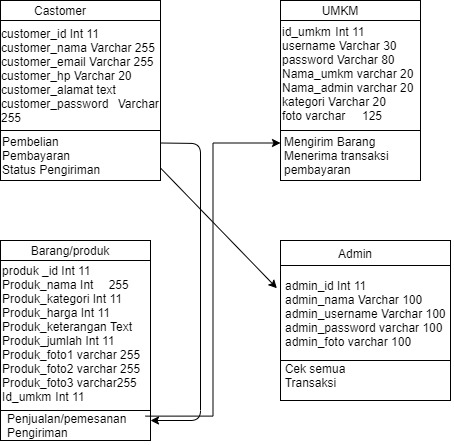 Castomer
customer_id Int 11
customer_nama Varchar 255
customer_email Varchar 255
customer_hp Varchar 20
customer_alamat text
customer_password Varchar
255
Pembelian
Pembayaran
Status Pengiriman
UMKM
id_umkm Int 11
username Varchar 30
password Varchar 80
Nama_umkm varchar 20
Nama_admin varchar 20
kategori Varchar 20
foto varchar 125
Mengirim Barang
Menerima transaksi
pembayaran
Barang/produk
produk _id Int 11
Produk_nama Int 255
Produk_kategori Int 11
Produk_harga Int 11
Produk_keterangan Text
Produk_jumlah Int 11
Produk_foto1 varchar 255
Produk_foto2 varchar 255
Produk_foto3 varchar255
Id_umkm Int 11
Penjualan/pemesanan
Pengiriman
Admin
admin_id Int 11
admin_nama Varchar 100
admin_username Varchar 100
admin_password varchar 100
admin_foto varchar 100
Cek semua
Transaksi